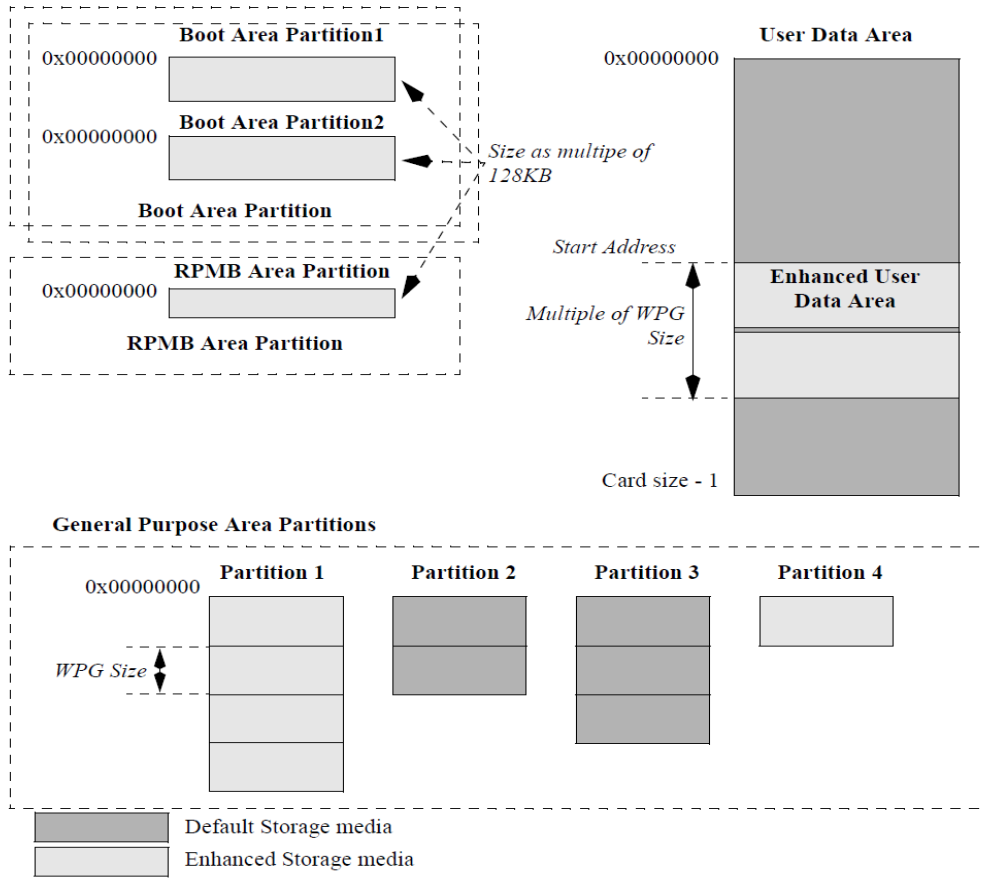 Boot Area Partition1
0x00000000
Boot Area Partition2
0x00000000
Size as multipe of
128KB
Boot Area Partition
RPMB Area Partition
0x00000000
RPMB Area Partition
User Data Area
0x00000000
Start Address
Enhanced User
Data Area
Multiple of WPG
Size
Card size - 1
General Purpose Area Partitions
0x00000000
Partition 1
Partition 2
Partition 3
Partition 4
WPG Size
Default Storage media
Enhanced Storage media